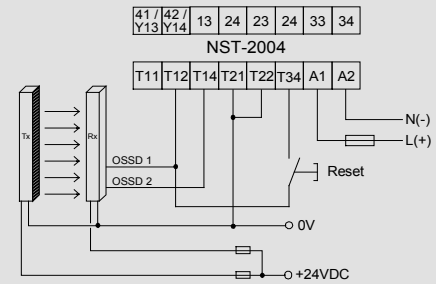 41 / Y13 42 / Y14 13 24 23 24 33 34
NST-2004
T11 T12 T14 T21 T22 T34 A1 A2
N(-)
L(+)
Tx Rx
OSSD 1
Reset
OSSD 2
0V
+24VDC